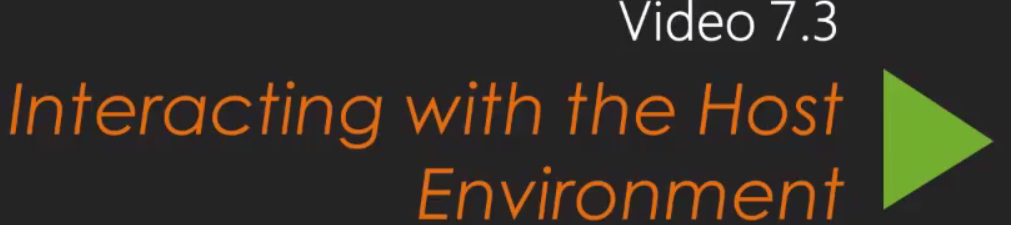 Video 7.3
Interacting with the Host
Environment